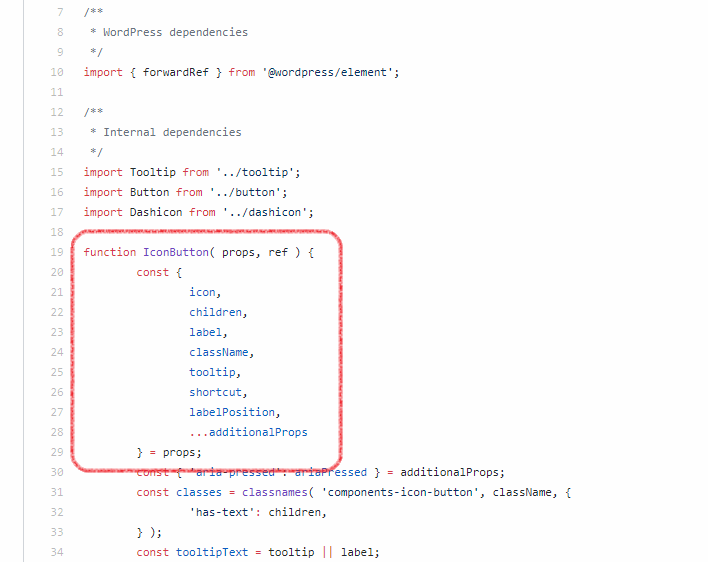 7 /**
8  * WordPress dependencies
9  */
10 import { forwardRef } from '@wordpress/element';
11
12 /**
13  * Internal dependencies
14  */
15 import Tooltip from '../tooltip';
16 import Button from '../button';
17 import Dashicon from '../dashicon';
18
19 function IconButton( props, ref ) {
20 const {
21 icon,
22 children,
23 label,
24 className,
25 tooltip,
26 shortcut,
27 labelPosition,
28 ...additionalProps
29 } = props;
30 const { 'aria-pressed': ariaPressed } = additionalProps;
31 const classes = classnames( 'components-icon-button', className, {
32 'has-text': children,
33 } );
34 const tooltipText = tooltip || label;